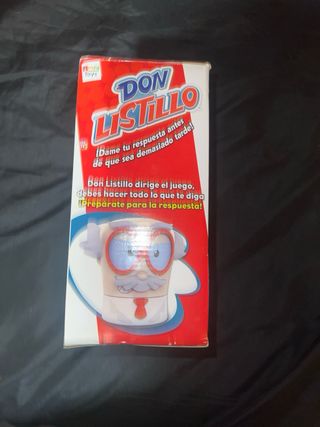 toys
DON
LISTILLO
¡Dame tu respuesta antes
de que sea demasiado tarde!
Don Listillo dirige el juego,
debes hacer todo lo que te diga
¡Prepárate para la respuesta!